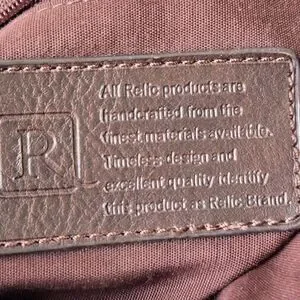 R
All Relic products are
handcrafted from the
finest materials available.
Timeless design and
excellent quality identify
this product as Relic Brand.